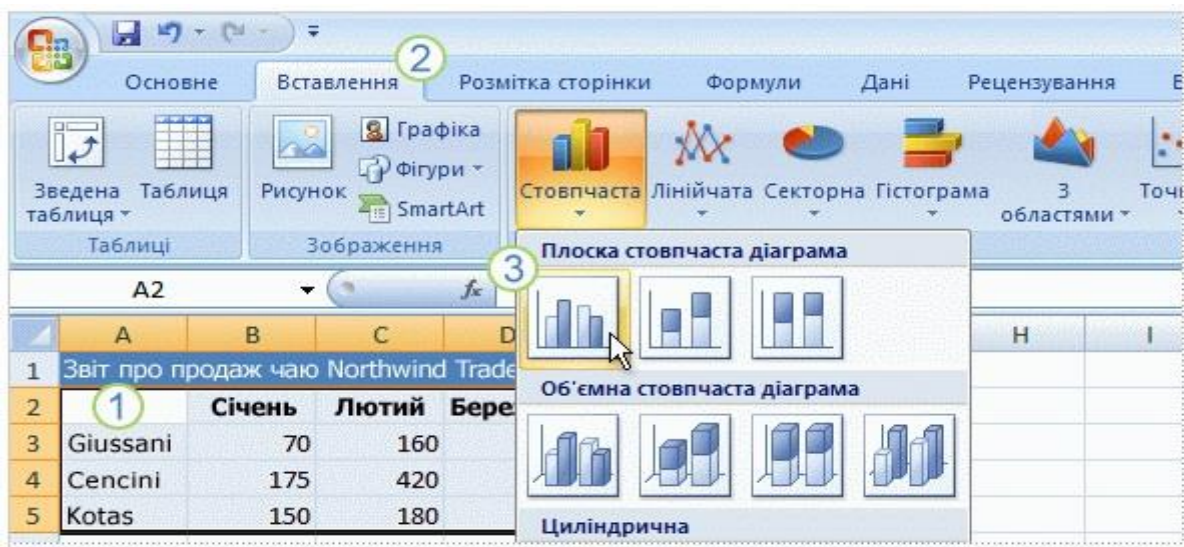 2
Основне Вставлення Розмітка сторінки Формули Дані Рецензування
Зведена таблиця Таблиця Рисунок Графіка Фігури SmartArt Стовпчаста Лінійчата Секторна Гістограма З областями
Таблиці Зображення
3 Плоска стовпчаста діаграма
A2 fx
A B C D H I
1 Звіт про продаж чаю Northwind
Об'ємна стовпчаста діаграма
2 1 Січень Лютий
3 Giussani 70 160
4 Cencini 175 420
5 Kotas 150 180
Циліндрична